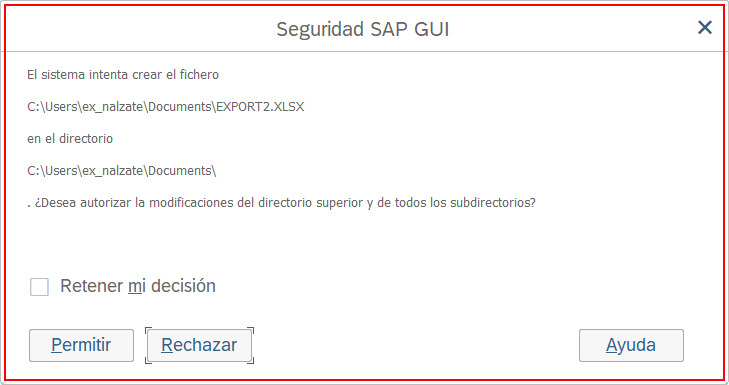 Seguridad SAP GUI
El sistema intenta crear el fichero
C:\Users\ex_nalzate\Documents\EXPORT2.XLSX
en el directorio
C:\Users\ex_nalzate\Documents\
. ¿Desea autorizar la modificaciones del directorio superior y de todos los subdirectorios?
Retener mi decisión
Permitir Rechazar Ayuda